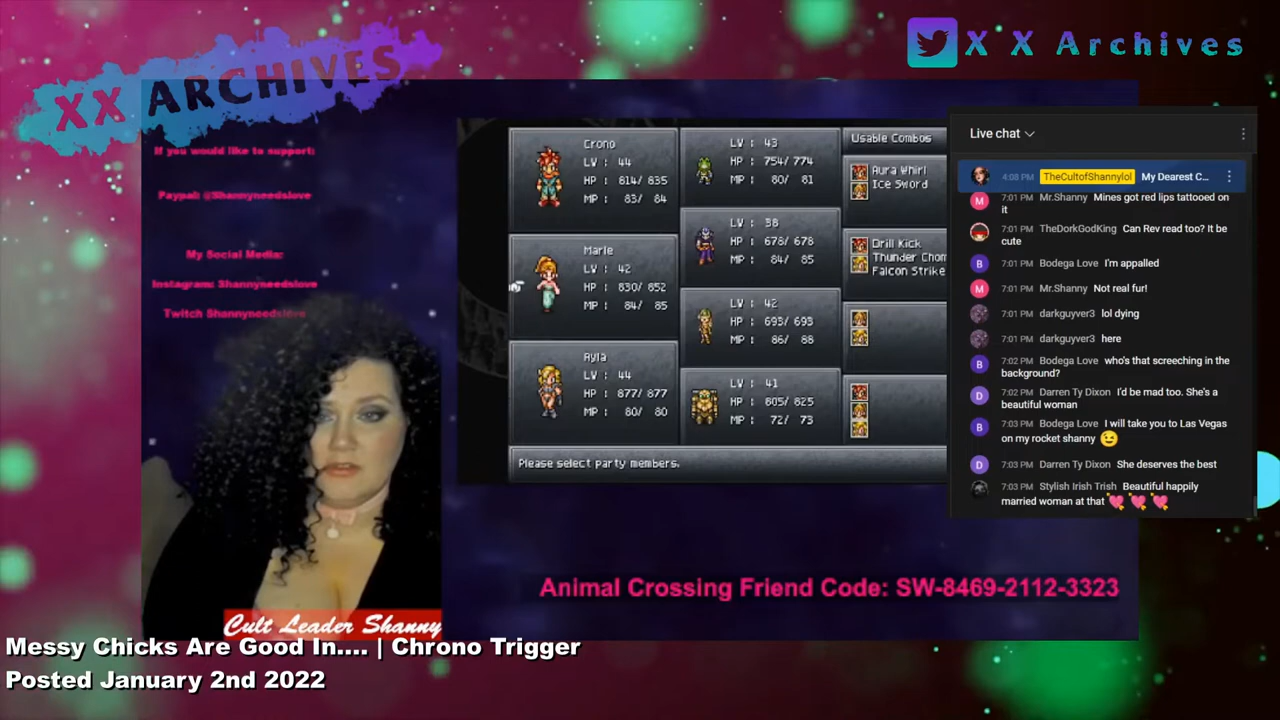 XX ARCHIVES
X X Archives
If you would like to support:
Paypal: @Shannyneedslove
My Social Media:
Instagram: Shannyneedslove
Twitch Shannyneedslove
Cult Leader Shanny
Crono
LV : 44
HP : 814/ 835
MP : 83/ 84
Marle
LV : 42
HP : 830/ 852
MP : 84/ 85
Ayla
LV : 44
HP : 877/ 877
MP : 80/ 80
LV : 43
HP : 754/ 774
MP : 80/ 81
LV : 38
HP : 678/ 678
MP : 84/ 85
LV : 42
HP : 693/ 693
MP : 86/ 88
LV : 41
HP : 805/ 825
MP : 72/ 73
Usable Combos
Aura Whirl
Ice Sword
Drill Kick
Thunder Chom
Falcon Strike
Please select party members.
Live chat
4:08 PM TheCultofShannylol My Dearest C...
M 7:01 PM Mr.Shanny Mines got red lips tattooed on
it
7:01 PM TheDorkGodKing Can Rev read too? It be
cute
B 7:01 PM Bodega Love I'm appalled
M 7:01 PM Mr.Shanny Not real fur!
7:01 PM darkguyver3 lol dying
7:01 PM darkguyver3 here
B 7:02 PM Bodega Love who's that screeching in the
background?
D 7:02 PM Darren Ty Dixon I'd be mad too. She's a
beautiful woman
B 7:03 PM Bodega Love I will take you to Las Vegas
on my rocket shanny 😉
D 7:03 PM Darren Ty Dixon She deserves the best
7:03 PM Stylish Irish Trish Beautiful happily
married woman at that 💘 💘 💘
Animal Crossing Friend Code: SW-8469-2112-3323
Messy Chicks Are Good In.... | Chrono Trigger
Posted January 2nd 2022